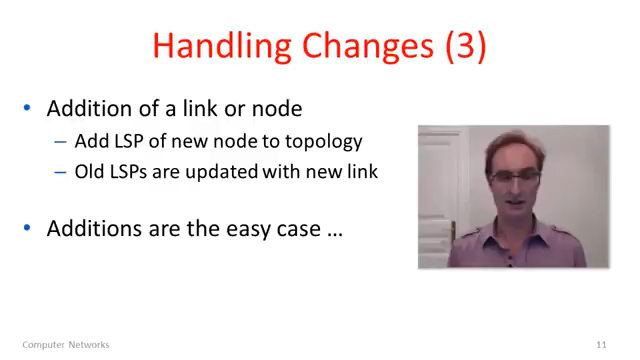 Handling Changes (3)
• Addition of a link or node
– Add LSP of new node to topology
– Old LSPs are updated with new link
• Additions are the easy case …
Computer Networks
11